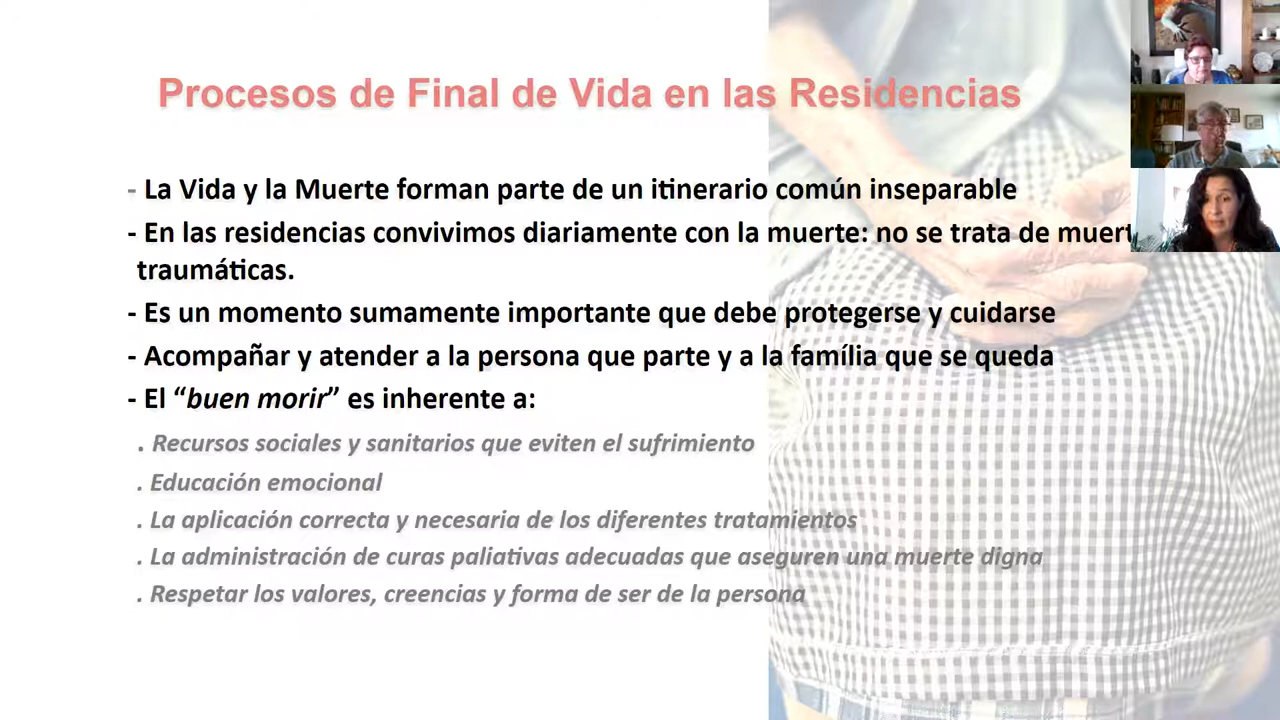 Procesos de Final de Vida en las Residencias
- La Vida y la Muerte forman parte de un itinerario común inseparable
- En las residencias convivimos diariamente con la muerte: no se trata de
traumáticas.
- Es un momento sumamente importante que debe protegerse y cuidarse
- Acompañar y atender a la persona que parte y a la família que se queda
- El “buen morir” es inherente a:
. Recursos sociales y sanitarios que eviten el sufrimiento
. Educación emocional
. La aplicación correcta y necesaria de los diferentes tratamientos
. La administración de curas paliativas adecuadas que aseguren una muerte digna
. Respetar los valores, creencias y forma de ser de la persona